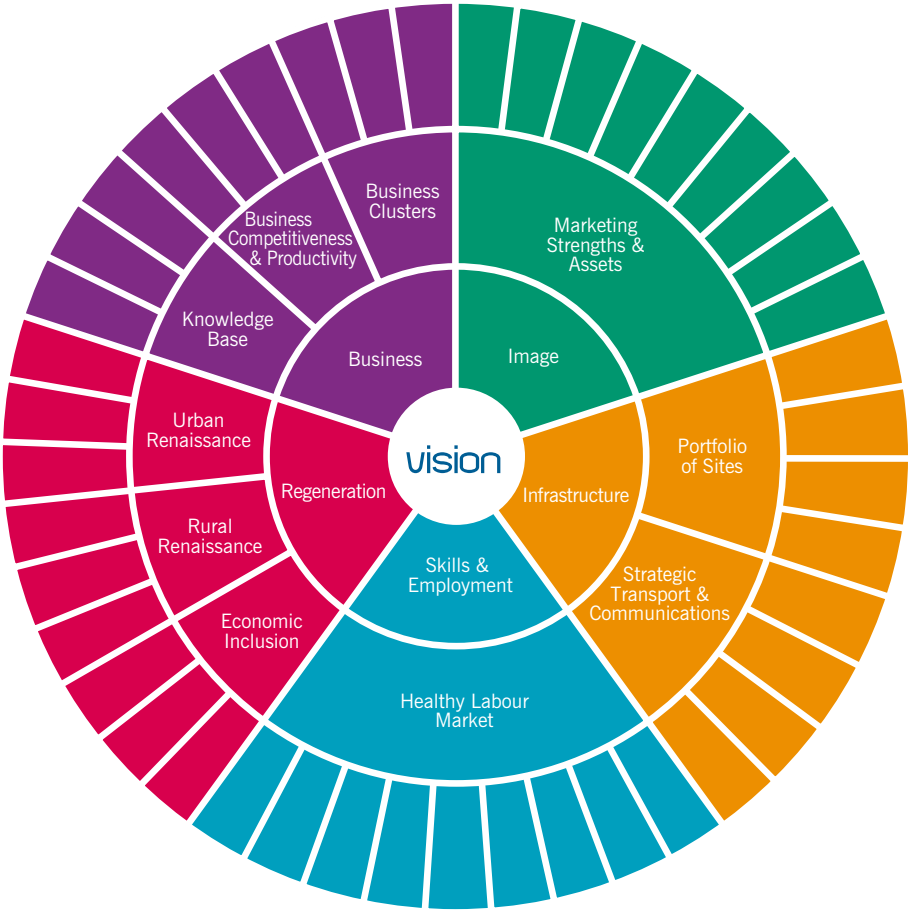 Business
Clusters
Business
Competitiveness
& Productivity
Knowledge
Base
Business
Marketing
Strengths &
Assets
Image
Urban
Renaissance
Rural
Renaissance
Economic
Inclusion
Regeneration
vision
Infrastructure
Portfolio
of Sites
Strategic
Transport &
Communications
Skills &
Employment
Healthy Labour
Market